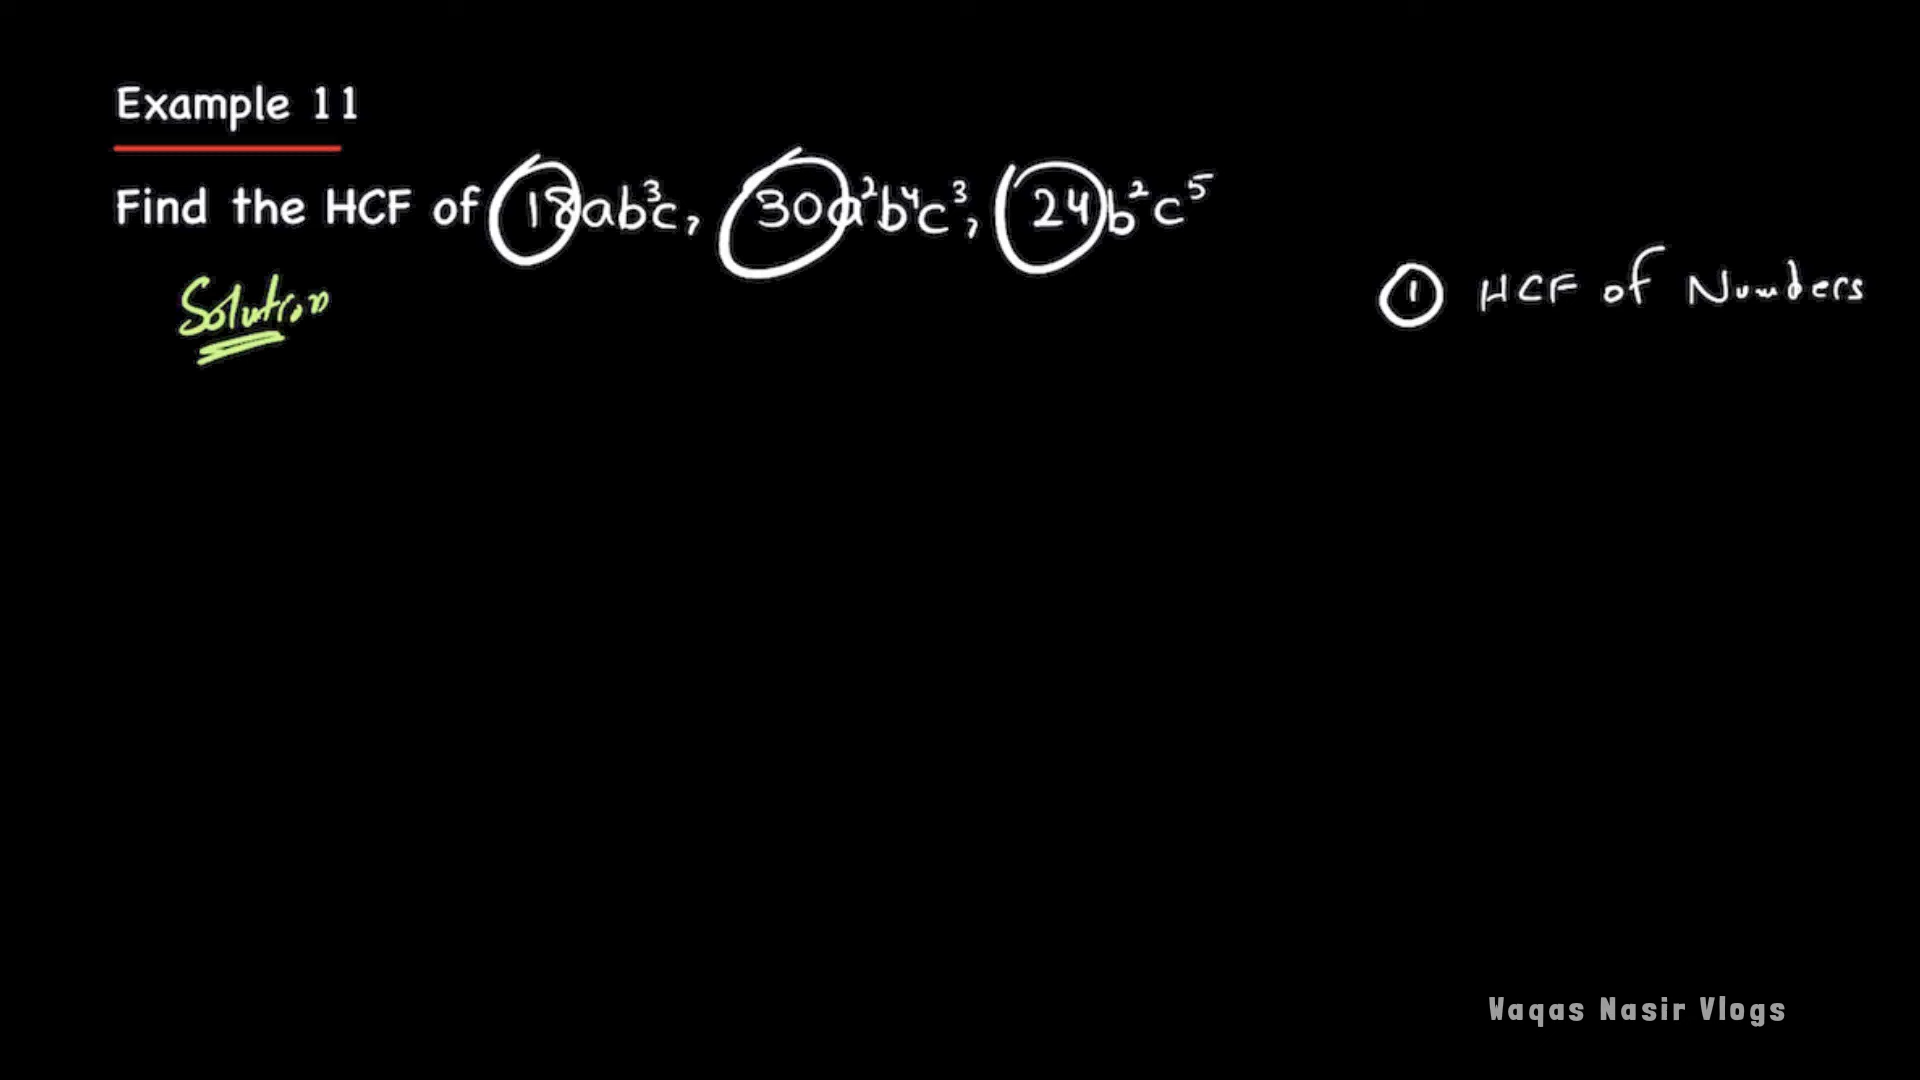 Example 11
Find the HCF of 18ab³c, 30a²b⁴c³, 24b²c⁵
Solution
① HCF of Numbers
Waqas Nasir Vlogs